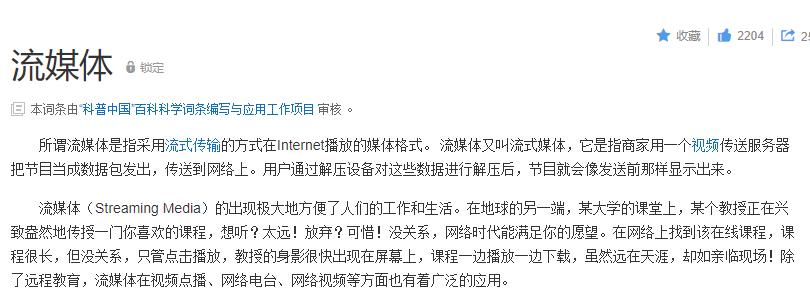 收藏 2204 25
流媒体 锁定
本词条由“科普中国”百科科学词条编写与应用工作项目 审核 。
所谓流媒体是指采用流式传输的方式在Internet播放的媒体格式。 流媒体又叫流式媒体，它是指商家用一个视频传送服务器
把节目当成数据包发出，传送到网络上。用户通过解压设备对这些数据进行解压后，节目就会像发送前那样显示出来。
流媒体（Streaming Media）的出现极大地方便了人们的工作和生活。在地球的另一端，某大学的课堂上，某个教授正在兴
致盎然地传授一门你喜欢的课程，想听？太远！放弃？可惜！没关系，网络时代能满足你的愿望。在网络上找到该在线课程，课
程很长，但没关系，只管点击播放，教授的身影很快出现在屏幕上，课程一边播放一边下载，虽然远在天涯，却如亲临现场！除
了远程教育，流媒体在视频点播、网络电台、网络视频等方面也有着广泛的应用。